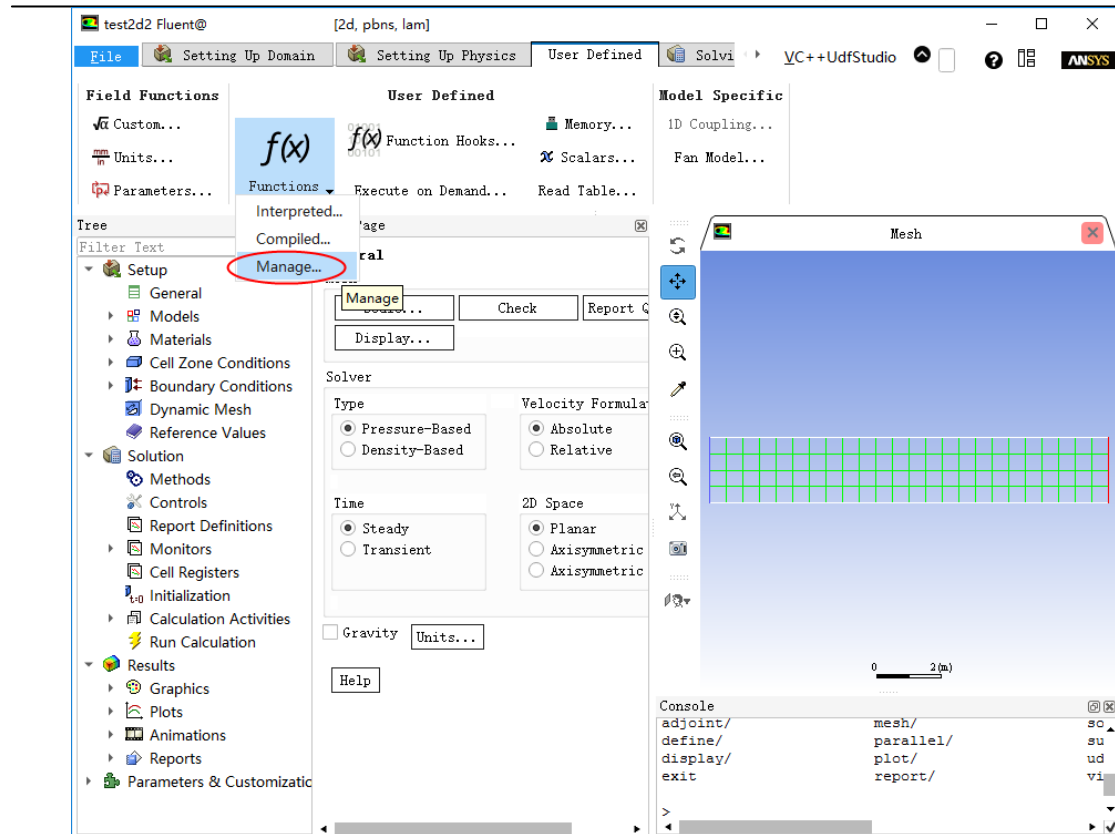 test2d2 Fluent@ [2d, pbns, lam]
File Setting Up Domain Setting Up Physics User Defined Solvi VC++UdfStudio ANSYS
Field Functions User Defined Model Specific
Custom... Memory... 1D Coupling...
f(x) f(x) Function Hooks...
Units... Scalars... Fan Model...
Parameters... Functions Execute on Demand... Read Table...
Interpreted...
Compiled...
Manage...
Manage
Tree age
Filter Text ral
Setup
General
Models
Materials
Cell Zone Conditions
Boundary Conditions
Dynamic Mesh
Reference Values
Solution
Methods
Controls
Report Definitions
Monitors
Cell Registers
Initialization
Calculation Activities
Run Calculation
Results
Graphics
Plots
Animations
Reports
Parameters & Customizatic
Check Report Q
Display...
Solver
Type Velocity Formula
Pressure-Based Absolute
Density-Based Relative
Time 2D Space
Steady Planar
Transient Axisymmetric
Axisymmetric
Gravity Units...
Help
Mesh
0 2(m)
Console
adjoint/ mesh/ so
define/ parallel/ su
display/ plot/ ud
exit report/ vi
>